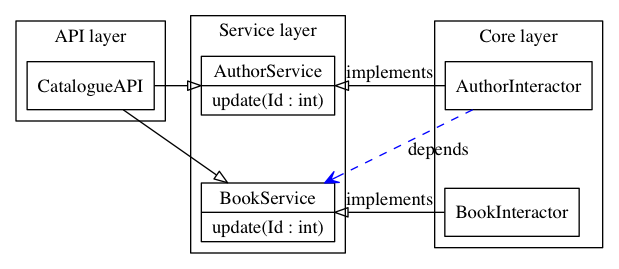 API layer
CatalogueAPI
Service layer
AuthorService
update(Id : int)
BookService
update(Id : int)
implements
depends
implements
Core layer
AuthorInteractor
BookInteractor